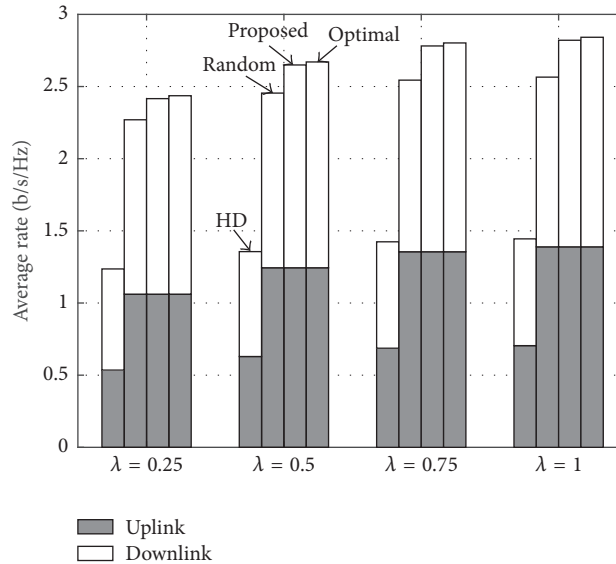 3
2.5
2
1.5
1
0.5
0
Average rate (b/s/Hz)
Proposed
Optimal
Random
HD
λ = 0.25
λ = 0.5
λ = 0.75
λ = 1
Uplink
Downlink